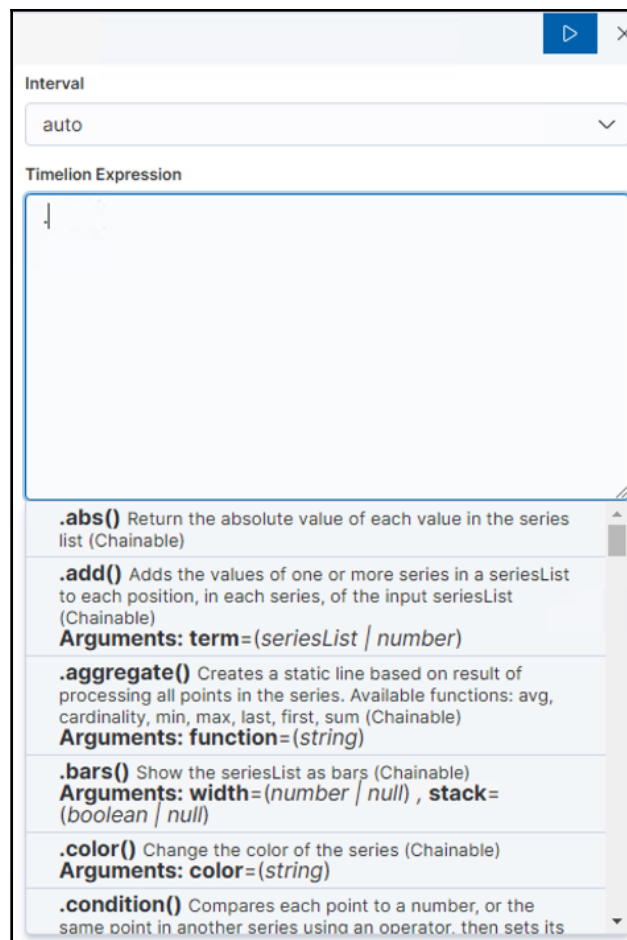 Interval
auto
Timelion Expression
.
.abs() Return the absolute value of each value in the series
list (Chainable)
.add() Adds the values of one or more series in a seriesList
to each position, in each series, of the input seriesList
(Chainable)
Arguments: term=(seriesList | number)
.aggregate() Creates a static line based on result of
processing all points in the series. Available functions: avg,
cardinality, min, max, last, first, sum (Chainable)
Arguments: function=(string)
.bars() Show the seriesList as bars (Chainable)
Arguments: width=(number | null) , stack=
(boolean | null)
.color() Change the color of the series (Chainable)
Arguments: color=(string)
.condition() Compares each point to a number, or the
same point in another series using an operator, then sets its